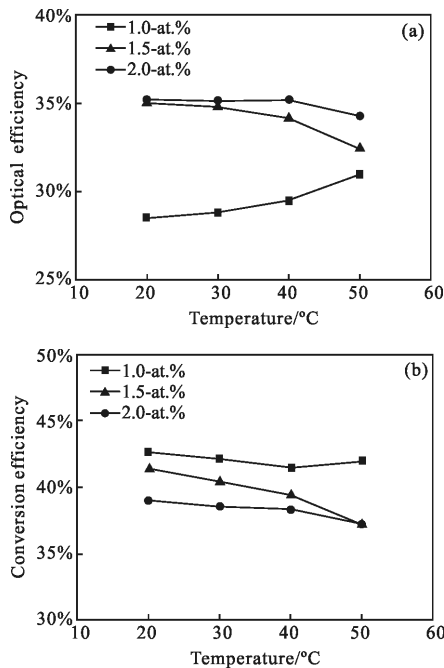 40%
1.0-at.%
(a)
1.5-at.%
2.0-at.%
35%
Optical efficiency
30%
25%
10 20 30 40 50 60
Temperature/ºC
50%
1.0-at.%
(b)
1.5-at.%
45%
2.0-at.%
Conversion efficiency
40%
35%
30%
10 20 30 40 50 60
Temperature/ºC